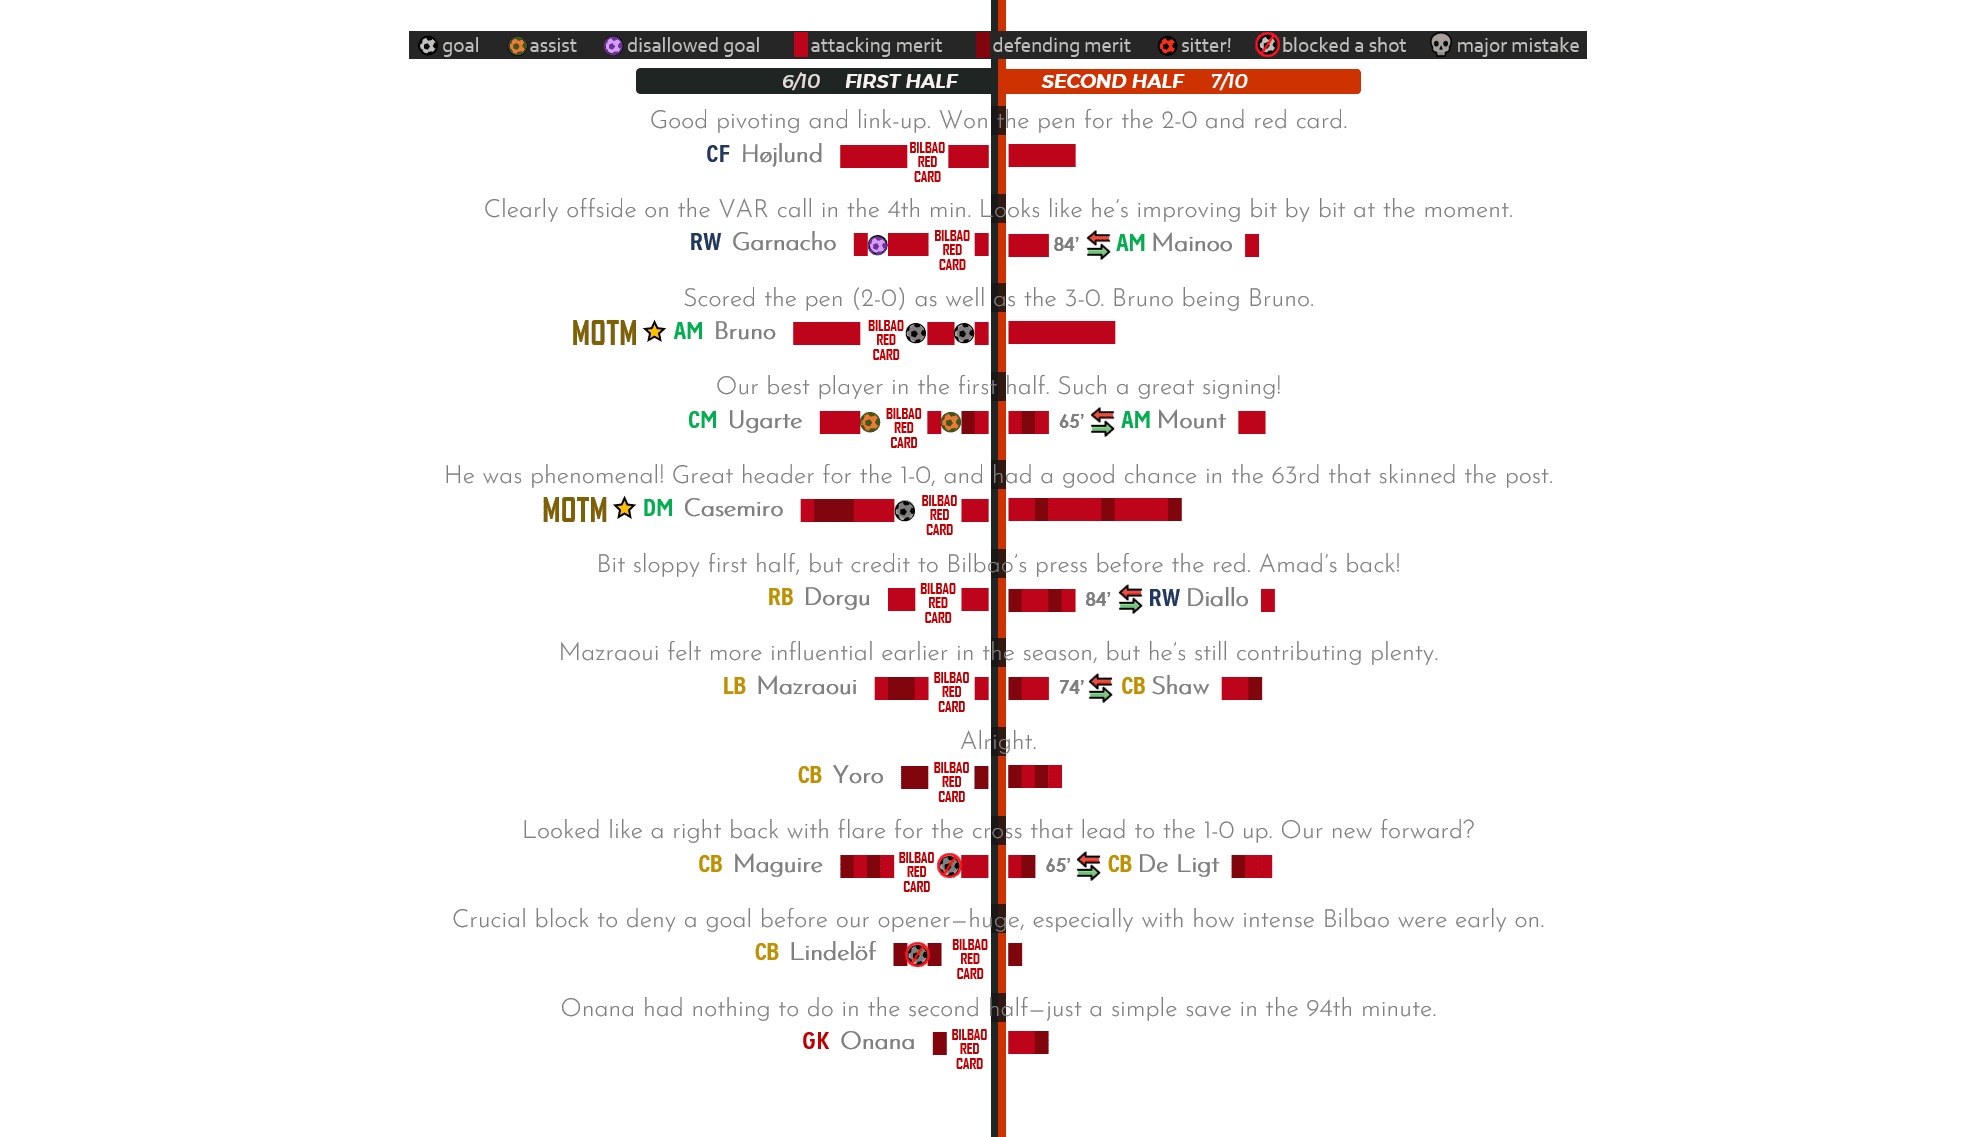 goal assist disallowed goal attacking merit defending merit sitter! blocked a shot major mistake
6/10 FIRST HALF SECOND HALF 7/10
Good pivoting and link-up. Won the pen for the 2-0 and red card.
CF Højlund BILBAO RED CARD
Clearly offside on the VAR call in the 4th min. Looks like he's improving bit by bit at the moment.
RW Garnacho BILBAO RED CARD 84' AM Mainoo
Scored the pen (2-0) as well as the 3-0. Bruno being Bruno.
MOTM AM Bruno BILBAO RED CARD
Our best player in the first half. Such a great signing!
CM Ugarte BILBAO RED CARD 65' AM Mount
He was phenomenal! Great header for the 1-0, and had a good chance in the 63rd that skinned the post.
MOTM DM Casemiro BILBAO RED CARD
Bit sloppy first half, but credit to Bilbao's press before the red. Amad's back!
RB Dorgu BILBAO RED CARD 84' RW Diallo
Mazraoui felt more influential earlier in the season, but he's still contributing plenty.
LB Mazraoui BILBAO RED CARD 74' CB Shaw
Alright.
CB Yoro BILBAO RED CARD
Looked like a right back with flare for the cross that lead to the 1-0 up. Our new forward?
CB Maguire BILBAO RED CARD 65' CB De Ligt
Crucial block to deny a goal before our opener—huge, especially with how intense Bilbao were early on.
CB Lindelöf BILBAO RED CARD
Onana had nothing to do in the second half—just a simple save in the 94th minute.
GK Onana BILBAO RED CARD